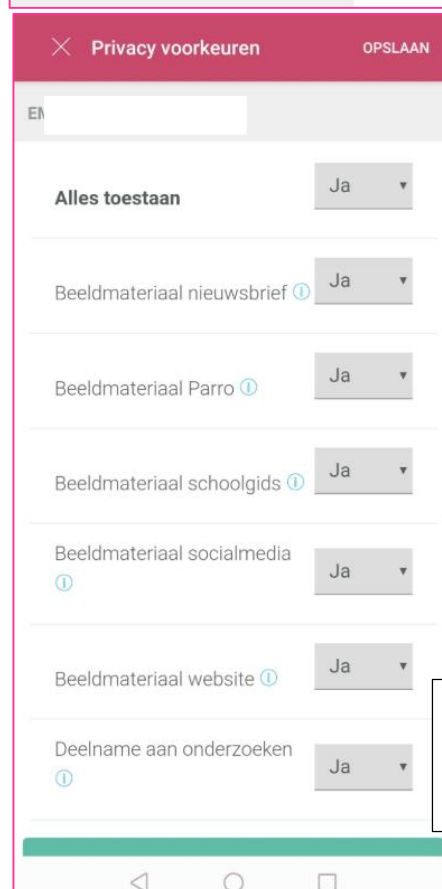 Privacy voorkeuren OPSLAAN
Alles toestaan Ja
Beeldmateriaal nieuwsbrief Ja
Beeldmateriaal Parro Ja
Beeldmateriaal schoolgids Ja
Beeldmateriaal socialmedia Ja
Beeldmateriaal website Ja
Deelname aan onderzoeken Ja